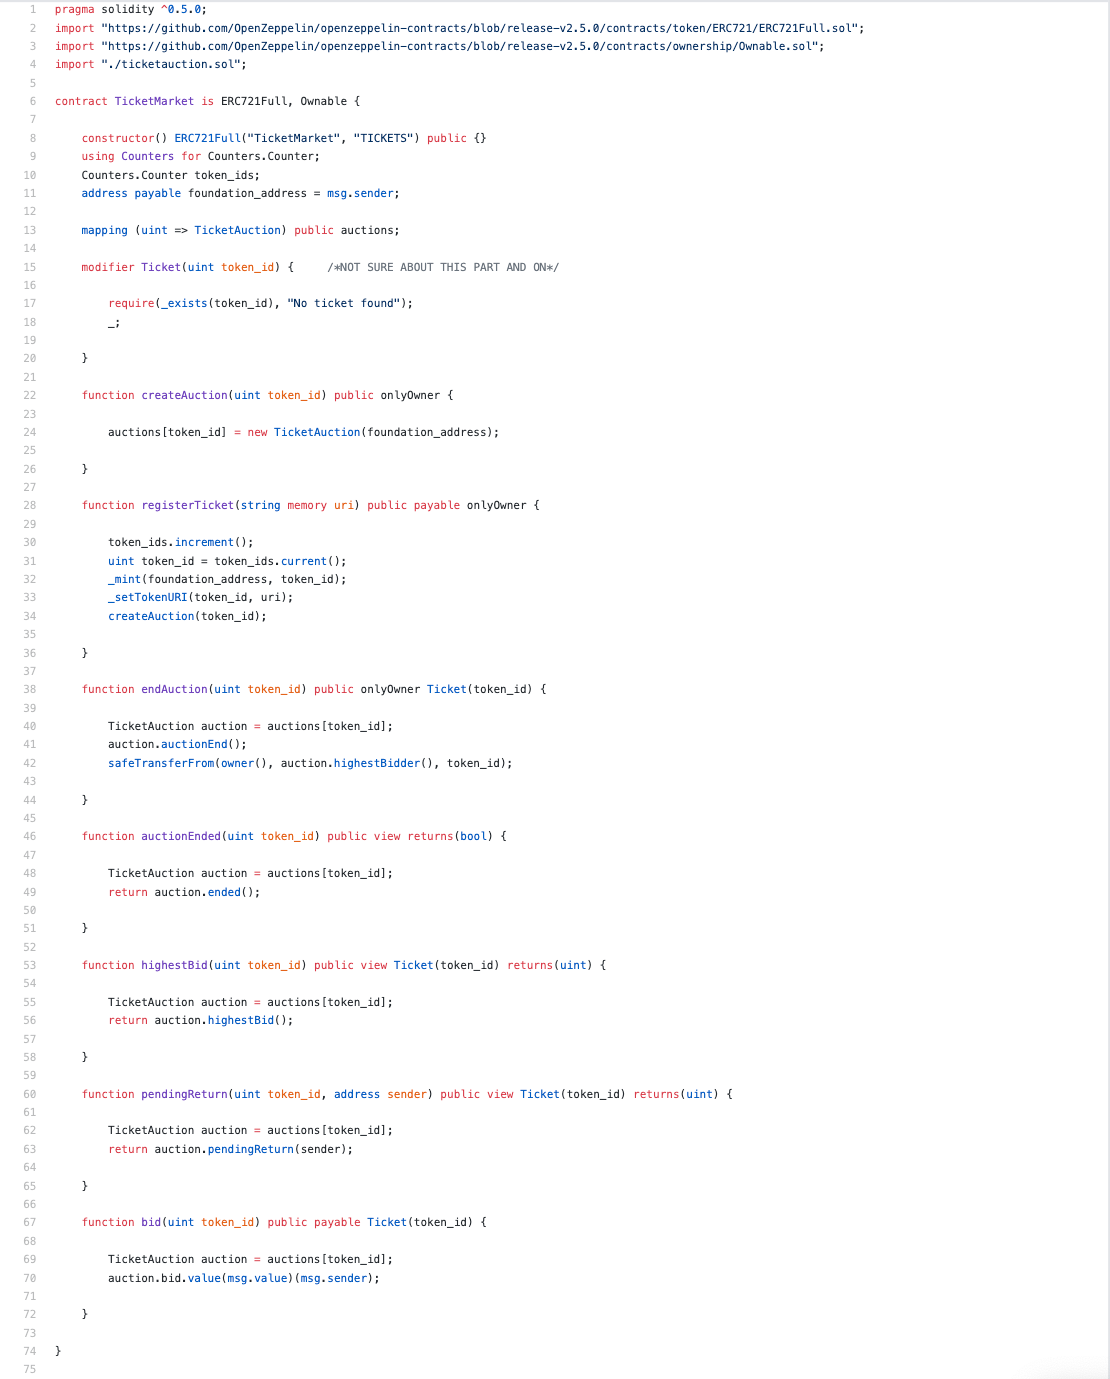 1 pragma solidity ^0.5.0;
2 import "https://github.com/OpenZeppelin/openzeppelin-contracts/blob/release-v2.5.0/contracts/token/ERC721/ERC721Full.sol";
3 import "https://github.com/OpenZeppelin/openzeppelin-contracts/blob/release-v2.5.0/contracts/ownership/Ownable.sol";
4 import "./ticketauction.sol";
5
6 contract TicketMarket is ERC721Full, Ownable {
7
8     constructor() ERC721Full("TicketMarket", "TICKETS") public {}
9     using Counters for Counters.Counter;
10     Counters.Counter token_ids;
11     address payable foundation_address = msg.sender;
12
13     mapping (uint => TicketAuction) public auctions;
14
15     modifier Ticket(uint token_id) {     /*NOT SURE ABOUT THIS PART AND ON*/
16
17         require(_exists(token_id), "No ticket found");
18         _;
19
20     }
21
22     function createAuction(uint token_id) public onlyOwner {
23
24         auctions[token_id] = new TicketAuction(foundation_address);
25
26     }
27
28     function registerTicket(string memory uri) public payable onlyOwner {
29
30         token_ids.increment();
31         uint token_id = token_ids.current();
32         _mint(foundation_address, token_id);
33         _setTokenURI(token_id, uri);
34         createAuction(token_id);
35
36     }
37
38     function endAuction(uint token_id) public onlyOwner Ticket(token_id) {
39
40         TicketAuction auction = auctions[token_id];
41         auction.auctionEnd();
42         safeTransferFrom(owner(), auction.highestBidder(), token_id);
43
44     }
45
46     function auctionEnded(uint token_id) public view returns(bool) {
47
48         TicketAuction auction = auctions[token_id];
49         return auction.ended();
50
51     }
52
53     function highestBid(uint token_id) public view Ticket(token_id) returns(uint) {
54
55         TicketAuction auction = auctions[token_id];
56         return auction.highestBid();
57
58     }
59
60     function pendingReturn(uint token_id, address sender) public view Ticket(token_id) returns(uint) {
61
62         TicketAuction auction = auctions[token_id];
63         return auction.pendingReturn(sender);
64
65     }
66
67     function bid(uint token_id) public payable Ticket(token_id) {
68
69         TicketAuction auction = auctions[token_id];
70         auction.bid.value(msg.value)(msg.sender);
71
72     }
73
74 }
75